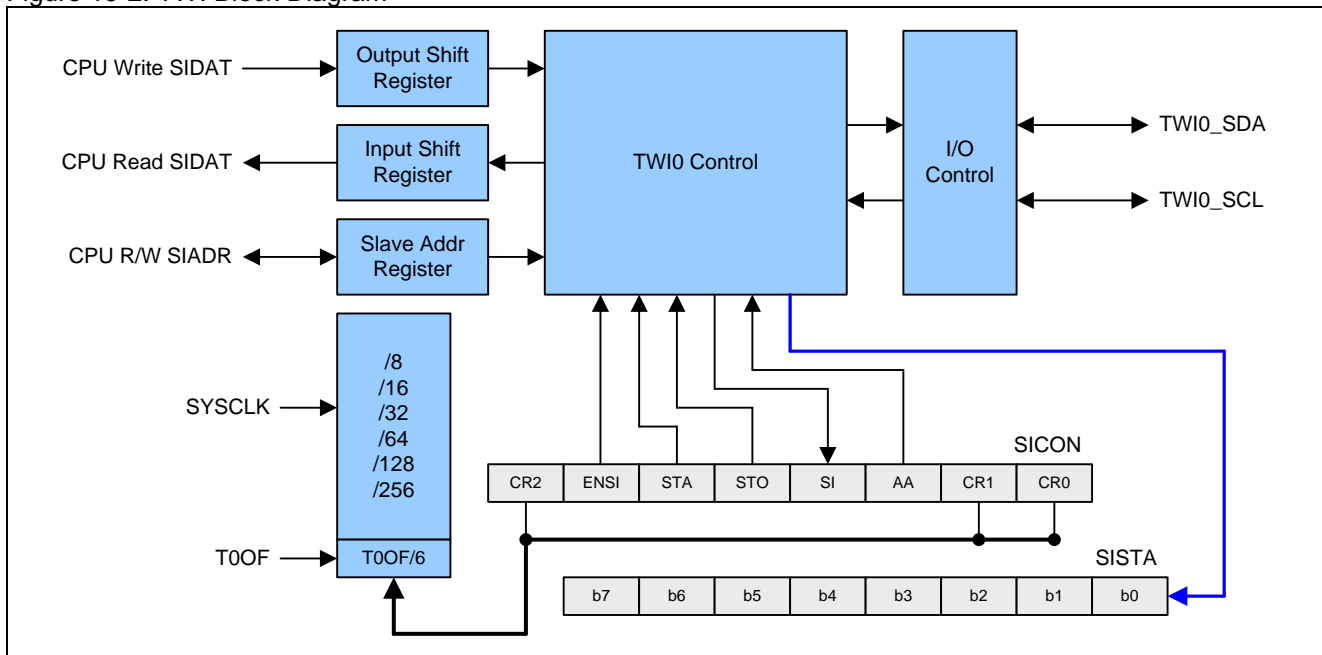 Figure TWI Block Diagram
CPU Write SIDAT
Output Shift
Register
CPU Read SIDAT
Input Shift
Register
CPU R/W SIADR
Slave Addr
Register
TWI0 Control
I/O
Control
TWI0_SDA
TWI0_SCL
SYSCLK
/8
/16
/32
/64
/128
/256
T0OF
T0OF/6
SICON
CR2 ENSI STA STO SI AA CR1 CR0
SISTA
b7 b6 b5 b4 b3 b2 b1 b0